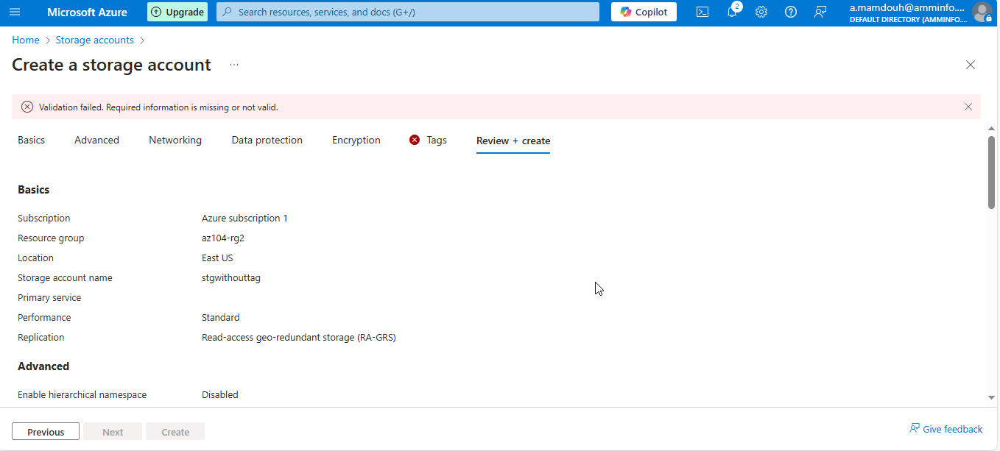 Microsoft Azure
Upgrade
Search resources, services, and docs (G+/)
Copilot
2
a.mamdouh@amminfo....
DEFAULT DIRECTORY (AMMINFO....
Home > Storage accounts >
Create a storage account ...
Validation failed. Required information is missing or not valid.
Basics Advanced Networking Data protection Encryption Tags Review + create
Basics
Subscription Azure subscription 1
Resource group az104-rg2
Location East US
Storage account name stgwithouttag
Primary service
Performance Standard
Replication Read-access geo-redundant storage (RA-GRS)
Advanced
Enable hierarchical namespace Disabled
Previous Next Create
Give feedback